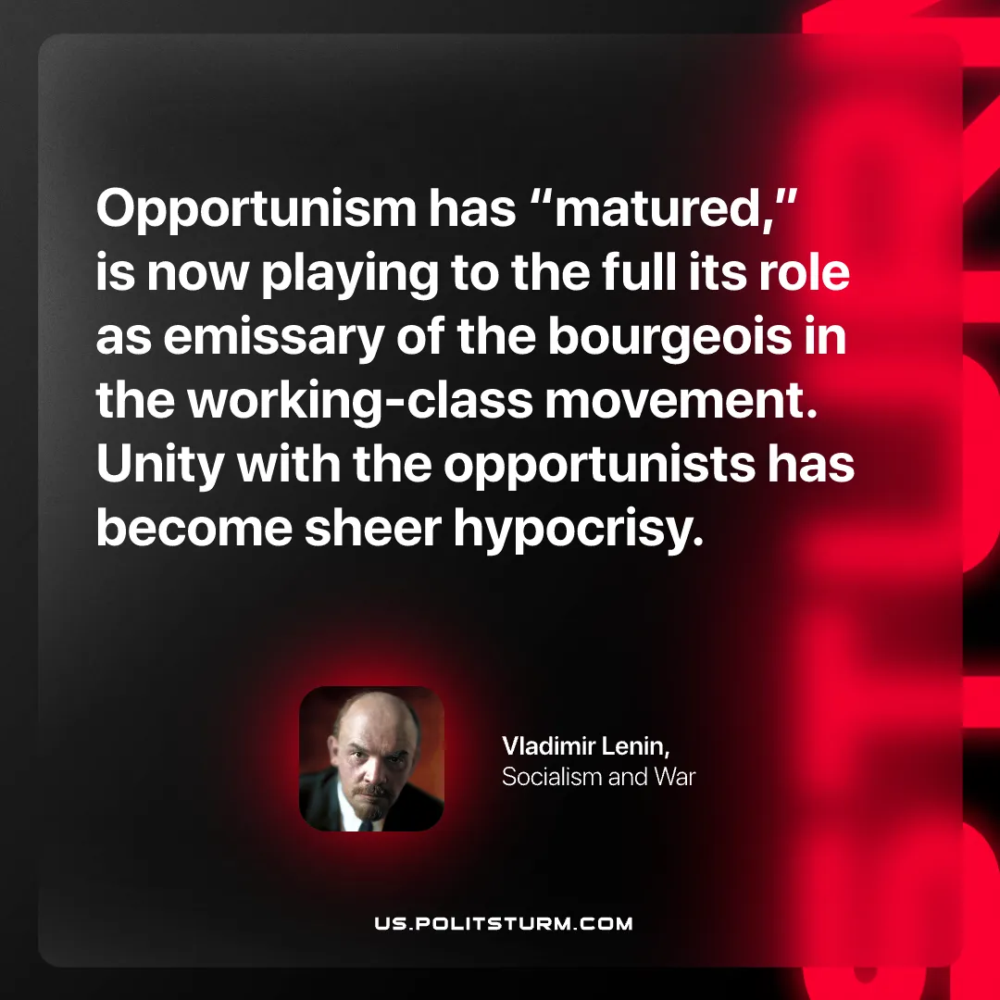 Opportunism has “matured,”
is now playing to the full its role
as emissary of the bourgeois in
the working-class movement.
Unity with the opportunists has
become sheer hypocrisy.
Vladimir Lenin,
Socialism and War
US.POLITSTURM.COM